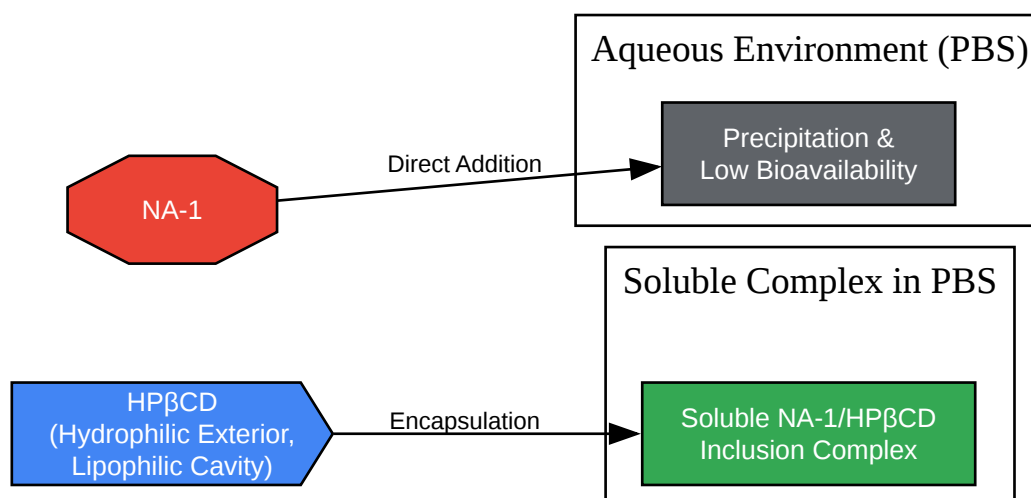 Aqueous Environment (PBS)
Precipitation &
Low Bioavailability
Direct Addition
NA-1
Soluble Complex in PBS
HPβCD
(Hydrophilic Exterior,
Lipophilic Cavity)
Encapsulation
Soluble NA-1/HPβCD
Inclusion Complex